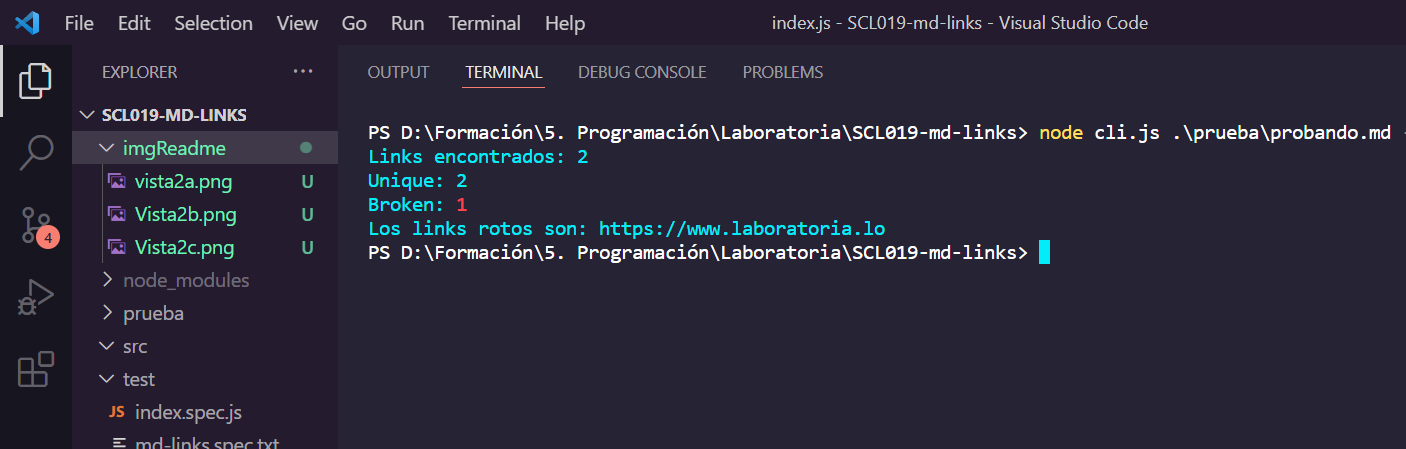 File Edit Selection View Go Run Terminal Help
index.js - SCL019-md-links - Visual Studio Code
EXPLORER
SCL019-MD-LINKS
imgReadme
vista2a.png U
Vista2b.png U
Vista2c.png U
node_modules
prueba
src
test
JS index.spec.js
md-links.spec.txt
4
OUTPUT TERMINAL DEBUG CONSOLE PROBLEMS
PS D:\Formación\5. Programación\Laboratoria\SCL019-md-links> node cli.js .\prueba\probando.md
Links encontrados: 2
Unique: 2
Broken: 1
Los links rotos son: https://www.laboratoria.lo
PS D:\Formación\5. Programación\Laboratoria\SCL019-md-links>